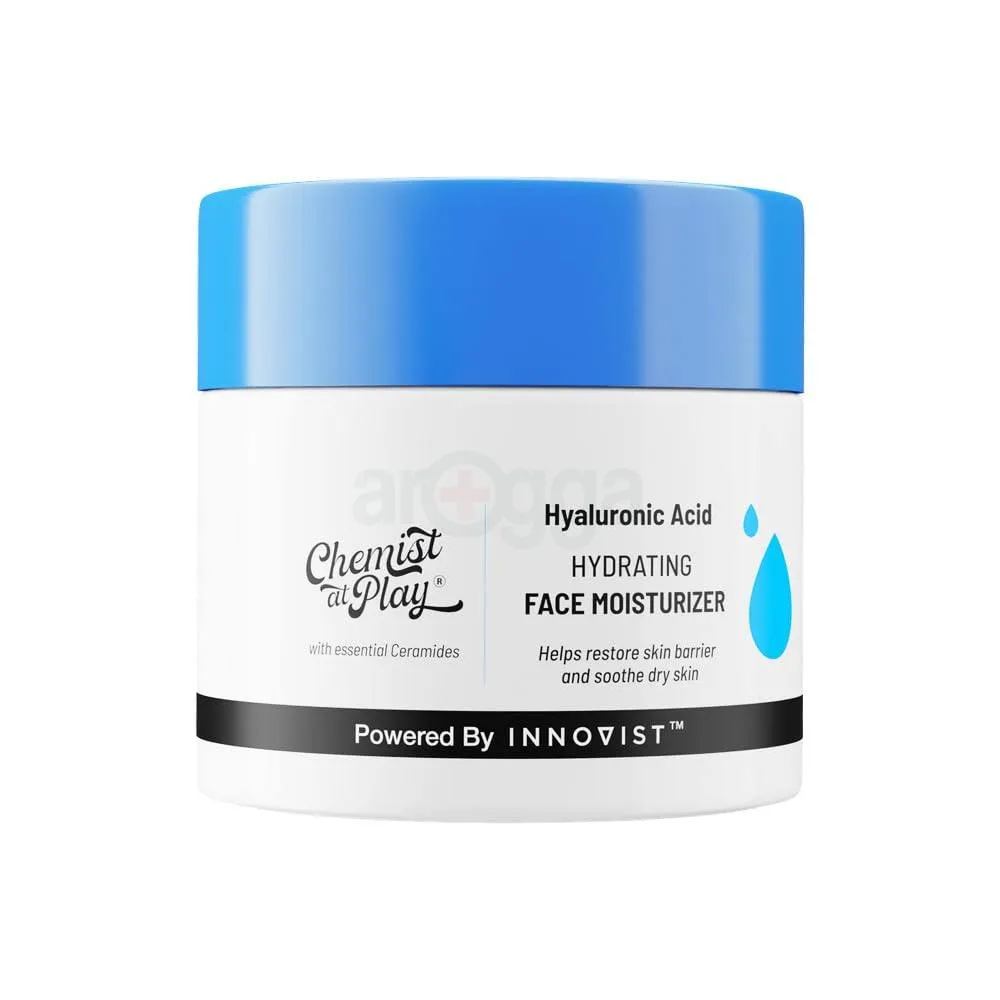 arogga
Chemist
at Play®
with essential Ceramides
Hyaluronic Acid
HYDRATING
FACE MOISTURIZER
Helps restore skin barrier
and soothe dry skin
Powered By INNOVIST™